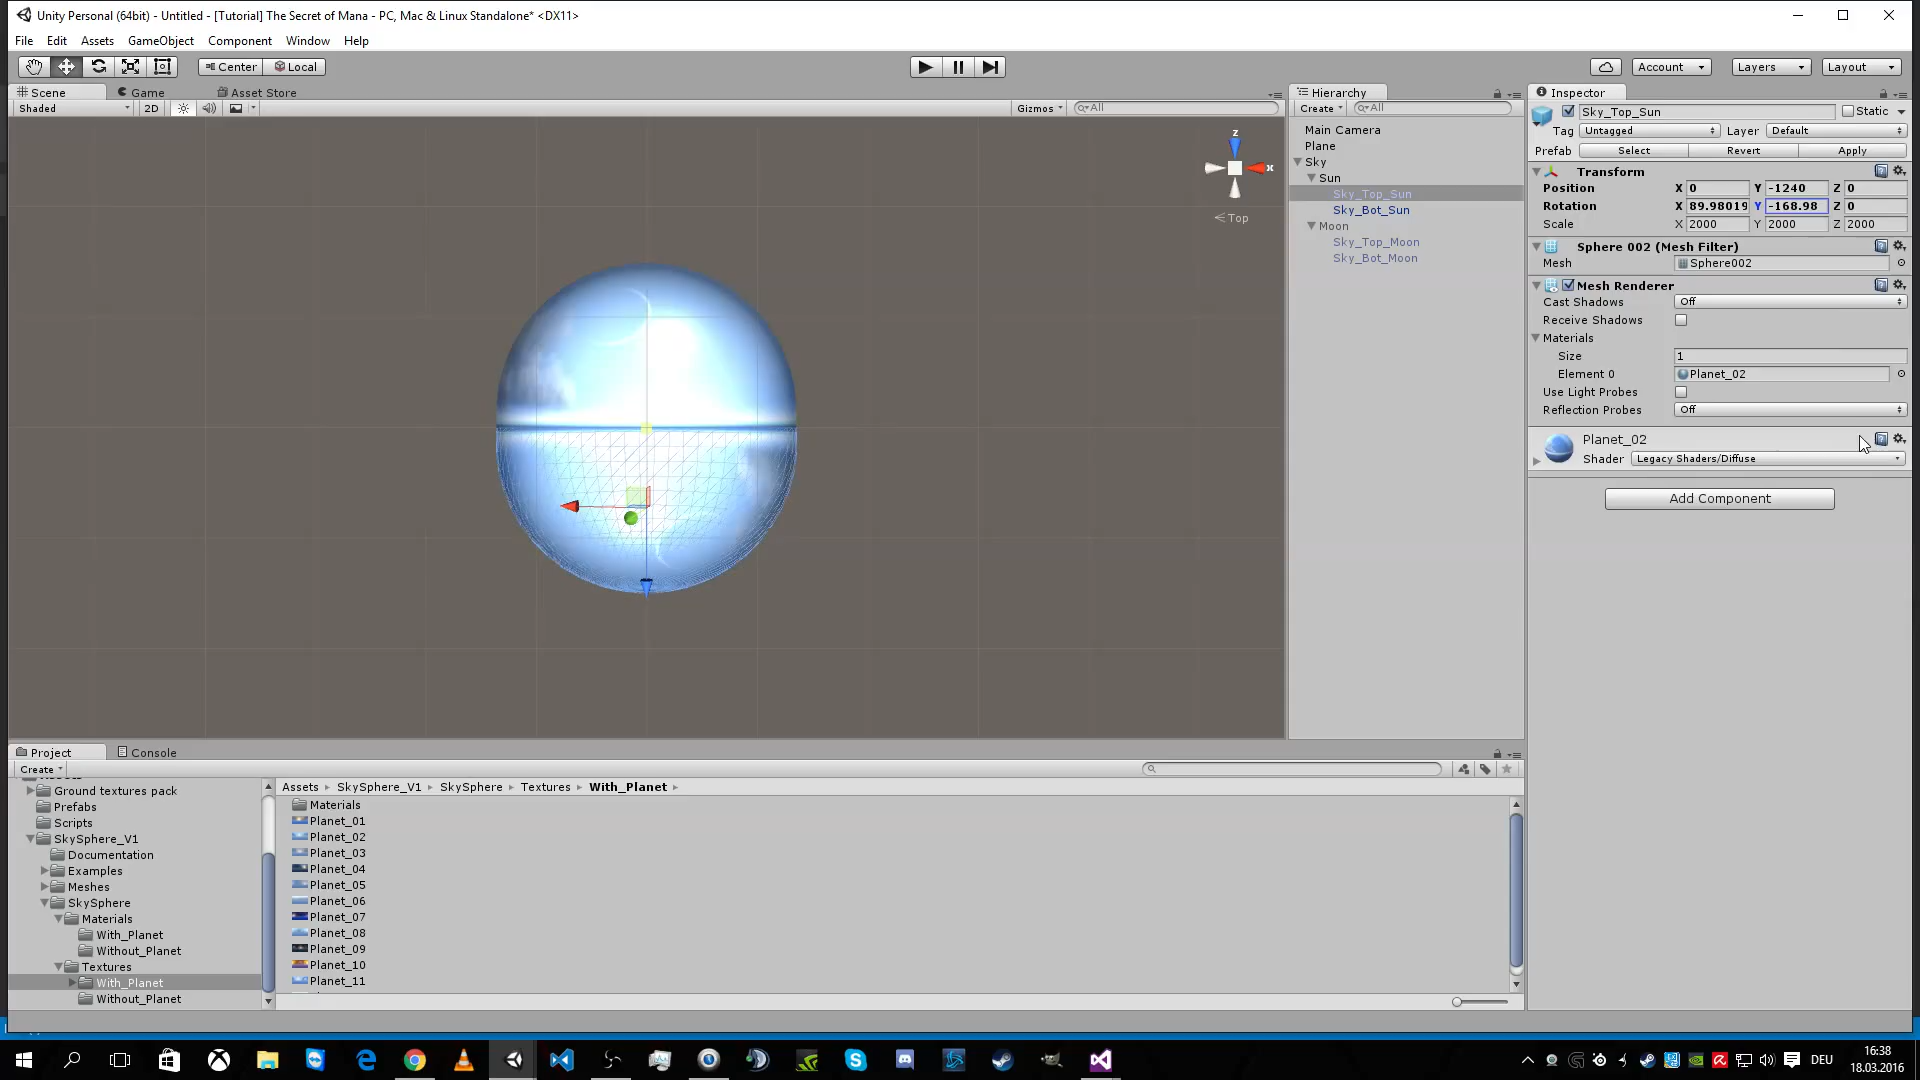 Unity Personal (64bit) - Untitled - [Tutorial] The Secret of Mana - PC, Mac & Linux Standalone* <DX11>
File Edit Assets GameObject Component Window Help
Center Local Account Layers Layout
Scene Game Asset Store
Shaded 2D Gizmos All
z
x
Top
Hierarchy
Create All
Main Camera
Plane
Sky
Sun
Sky_Top_Sun
Sky_Bot_Sun
Moon
Sky_Top_Moon
Sky_Bot_Moon
Inspector
Sky_Top_Sun Static
Tag Untagged Layer Default
Prefab Select Revert Apply
Transform
Position X 0 Y -1240 Z 0
Rotation X 89.98019 Y -168.98 Z 0
Scale X 2000 Y 2000 Z 2000
Sphere 002 (Mesh Filter)
Mesh Sphere002
Mesh Renderer
Cast Shadows Off
Receive Shadows
Materials
Size 1
Element 0 Planet_02
Use Light Probes
Reflection Probes Off
Planet_02
Shader Legacy Shaders/Diffuse
Add Component
Project Console
Create
Ground textures pack
Prefabs
Scripts
SkySphere_V1
Documentation
Examples
Meshes
SkySphere
Materials
With_Planet
Without_Planet
Textures
With_Planet
Without_Planet
Assets SkySphere_V1 SkySphere Textures With_Planet
Materials
Planet_01
Planet_02
Planet_03
Planet_04
Planet_05
Planet_06
Planet_07
Planet_08
Planet_09
Planet_10
Planet_11
DEU
16:38
18.03.2016